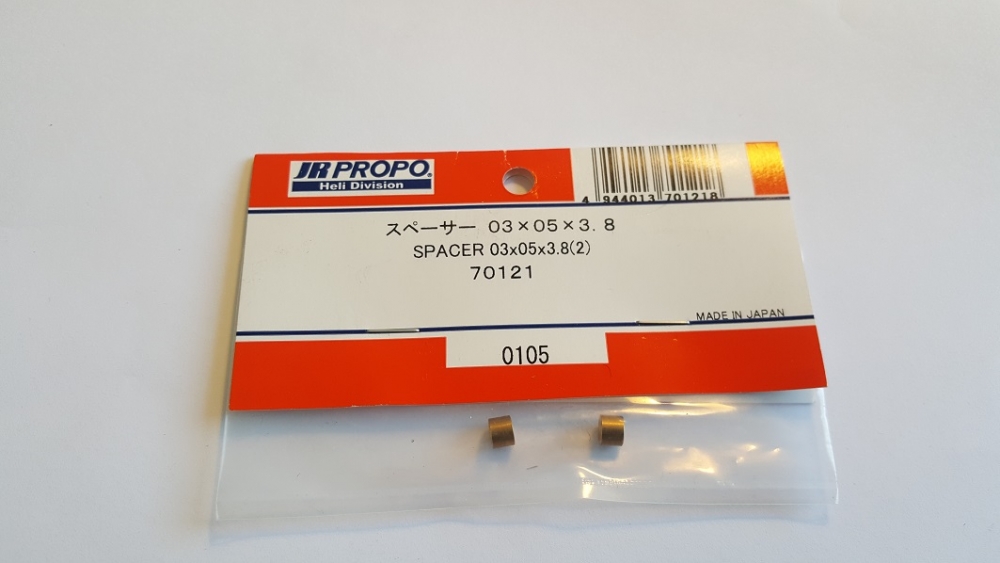 JR PROPO®
Heli Division
4 944013 701218
スペーサー 03×05×3.8
SPACER 03x05x3.8(2)
70121
MADE IN JAPAN
0105